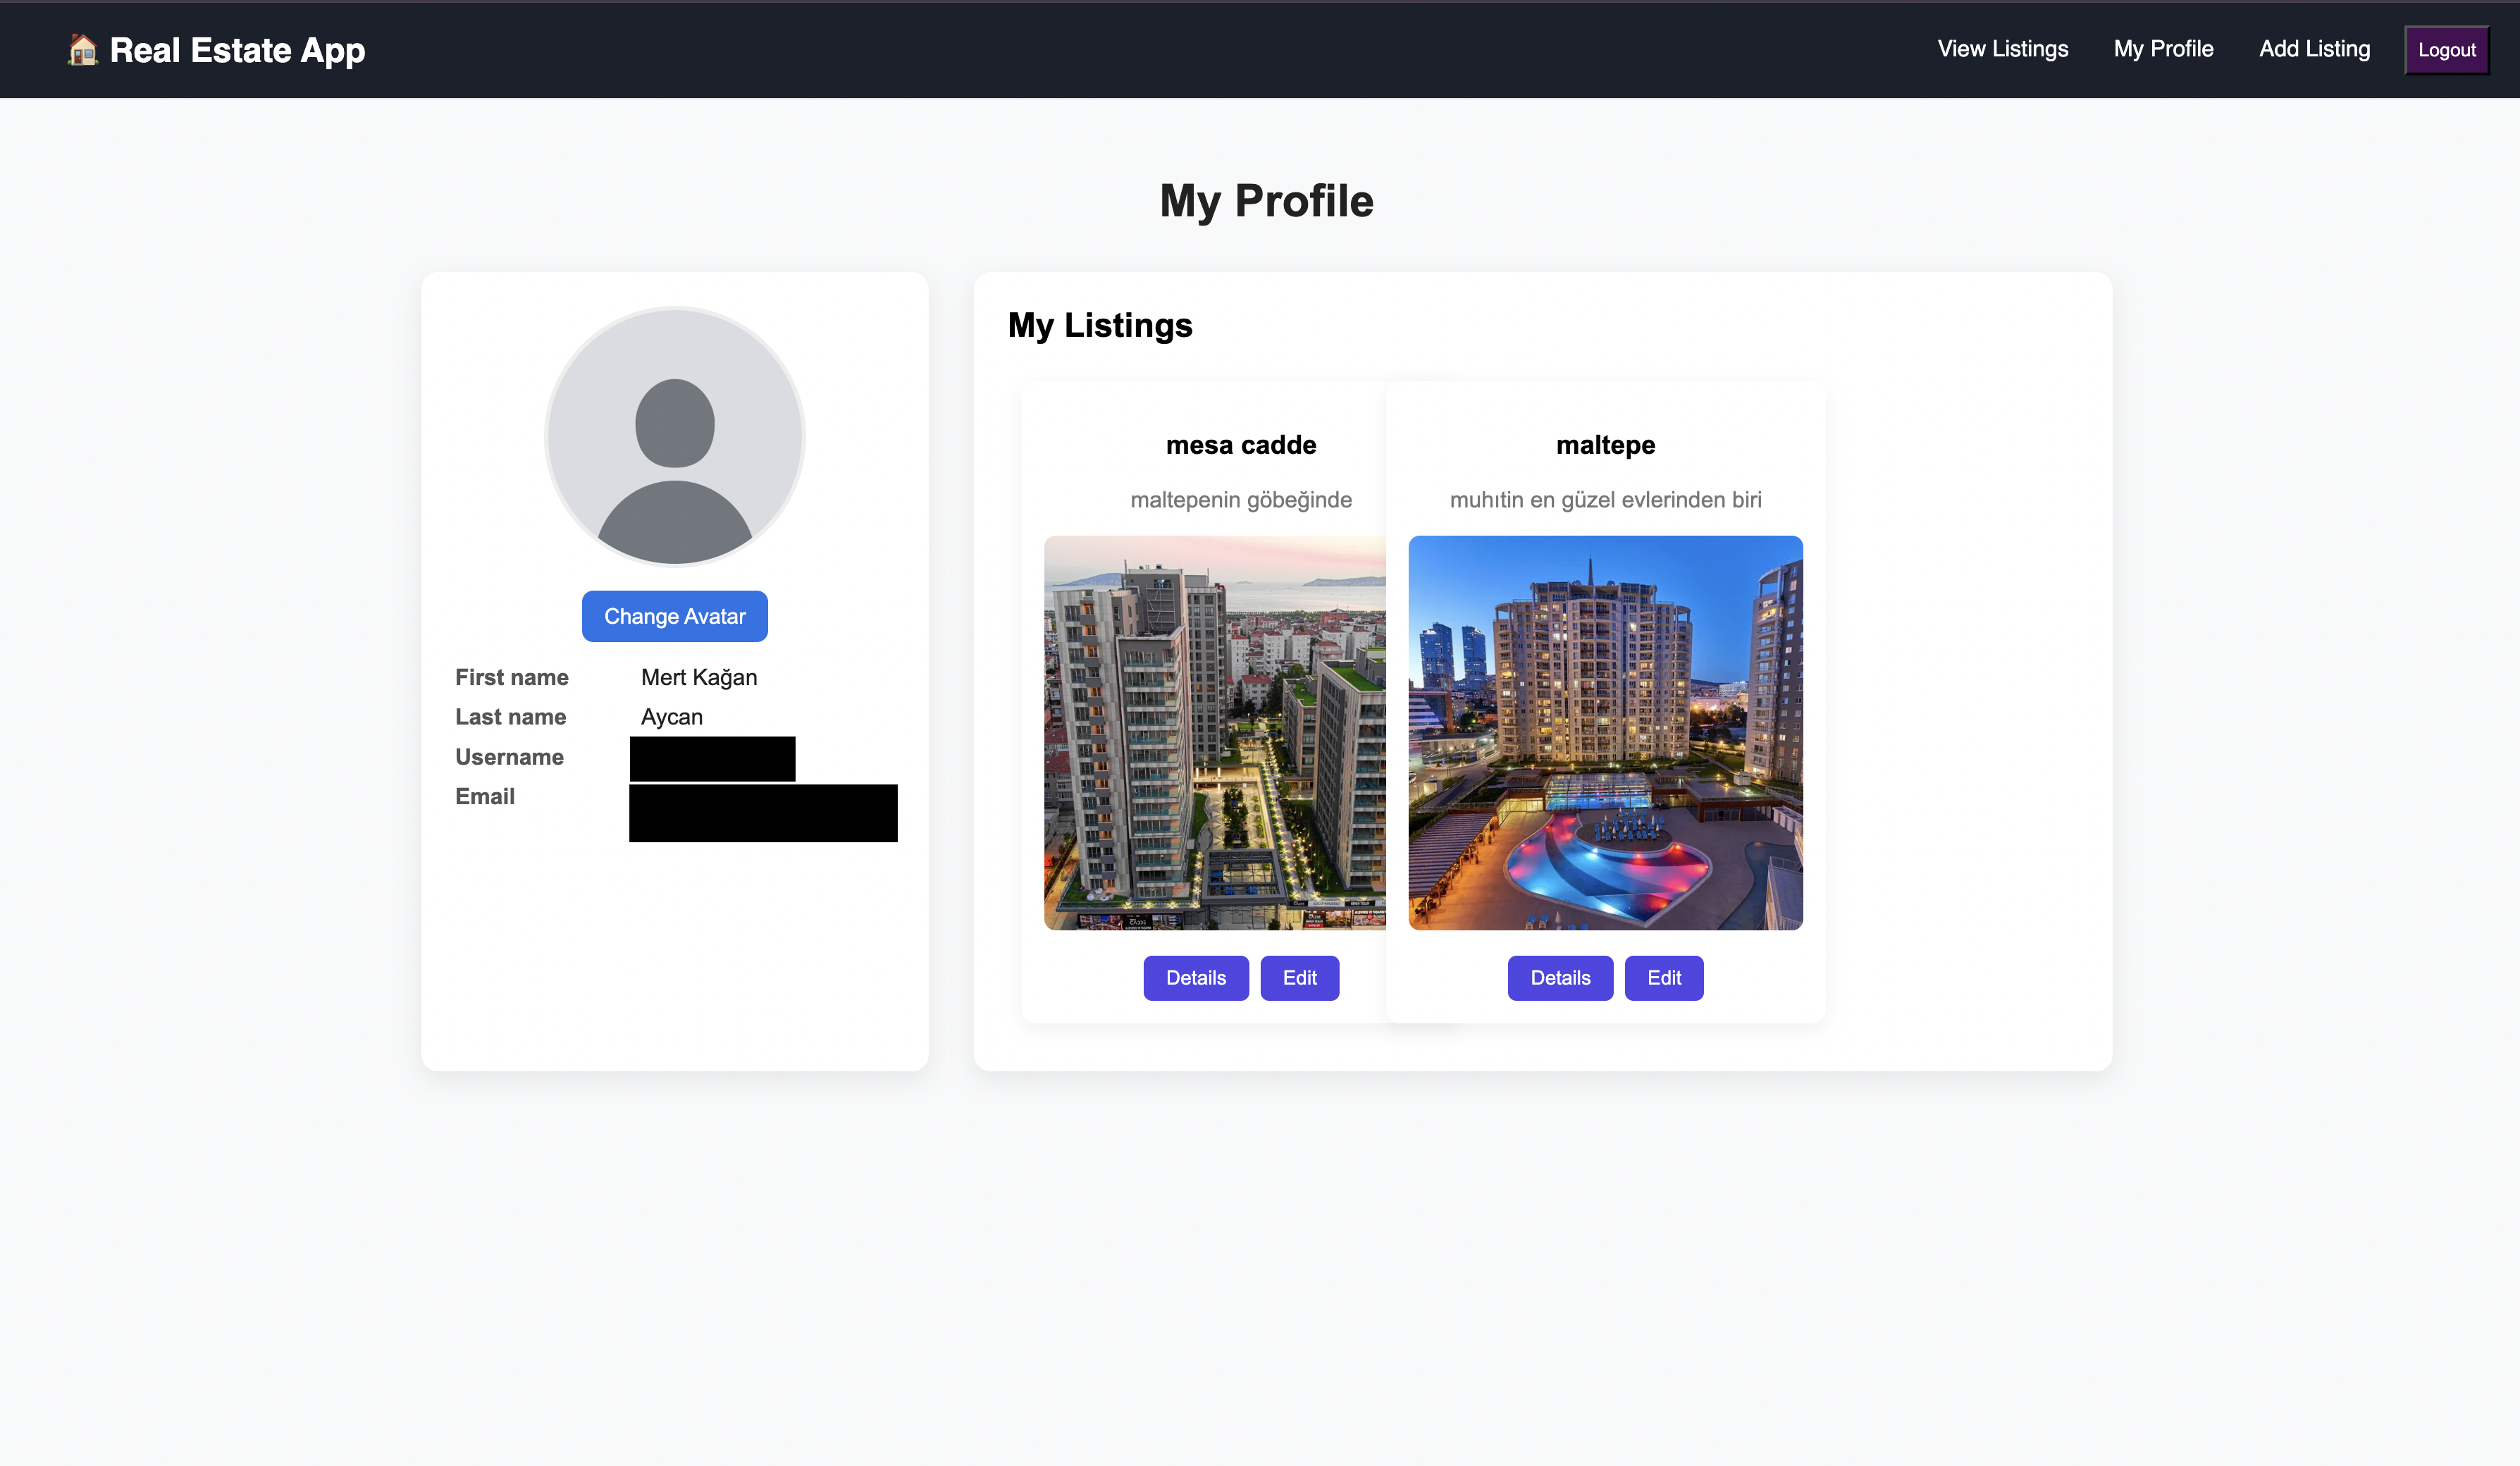 🏠 Real Estate App
View Listings
My Profile
Add Listing
Logout
My Profile
Change Avatar
First name Mert Kağan
Last name Aycan
Username
Email
My Listings
mesa cadde
maltepenin göbeğinde
Details Edit
maltepe
muhıtin en güzel evlerinden biri
Details Edit